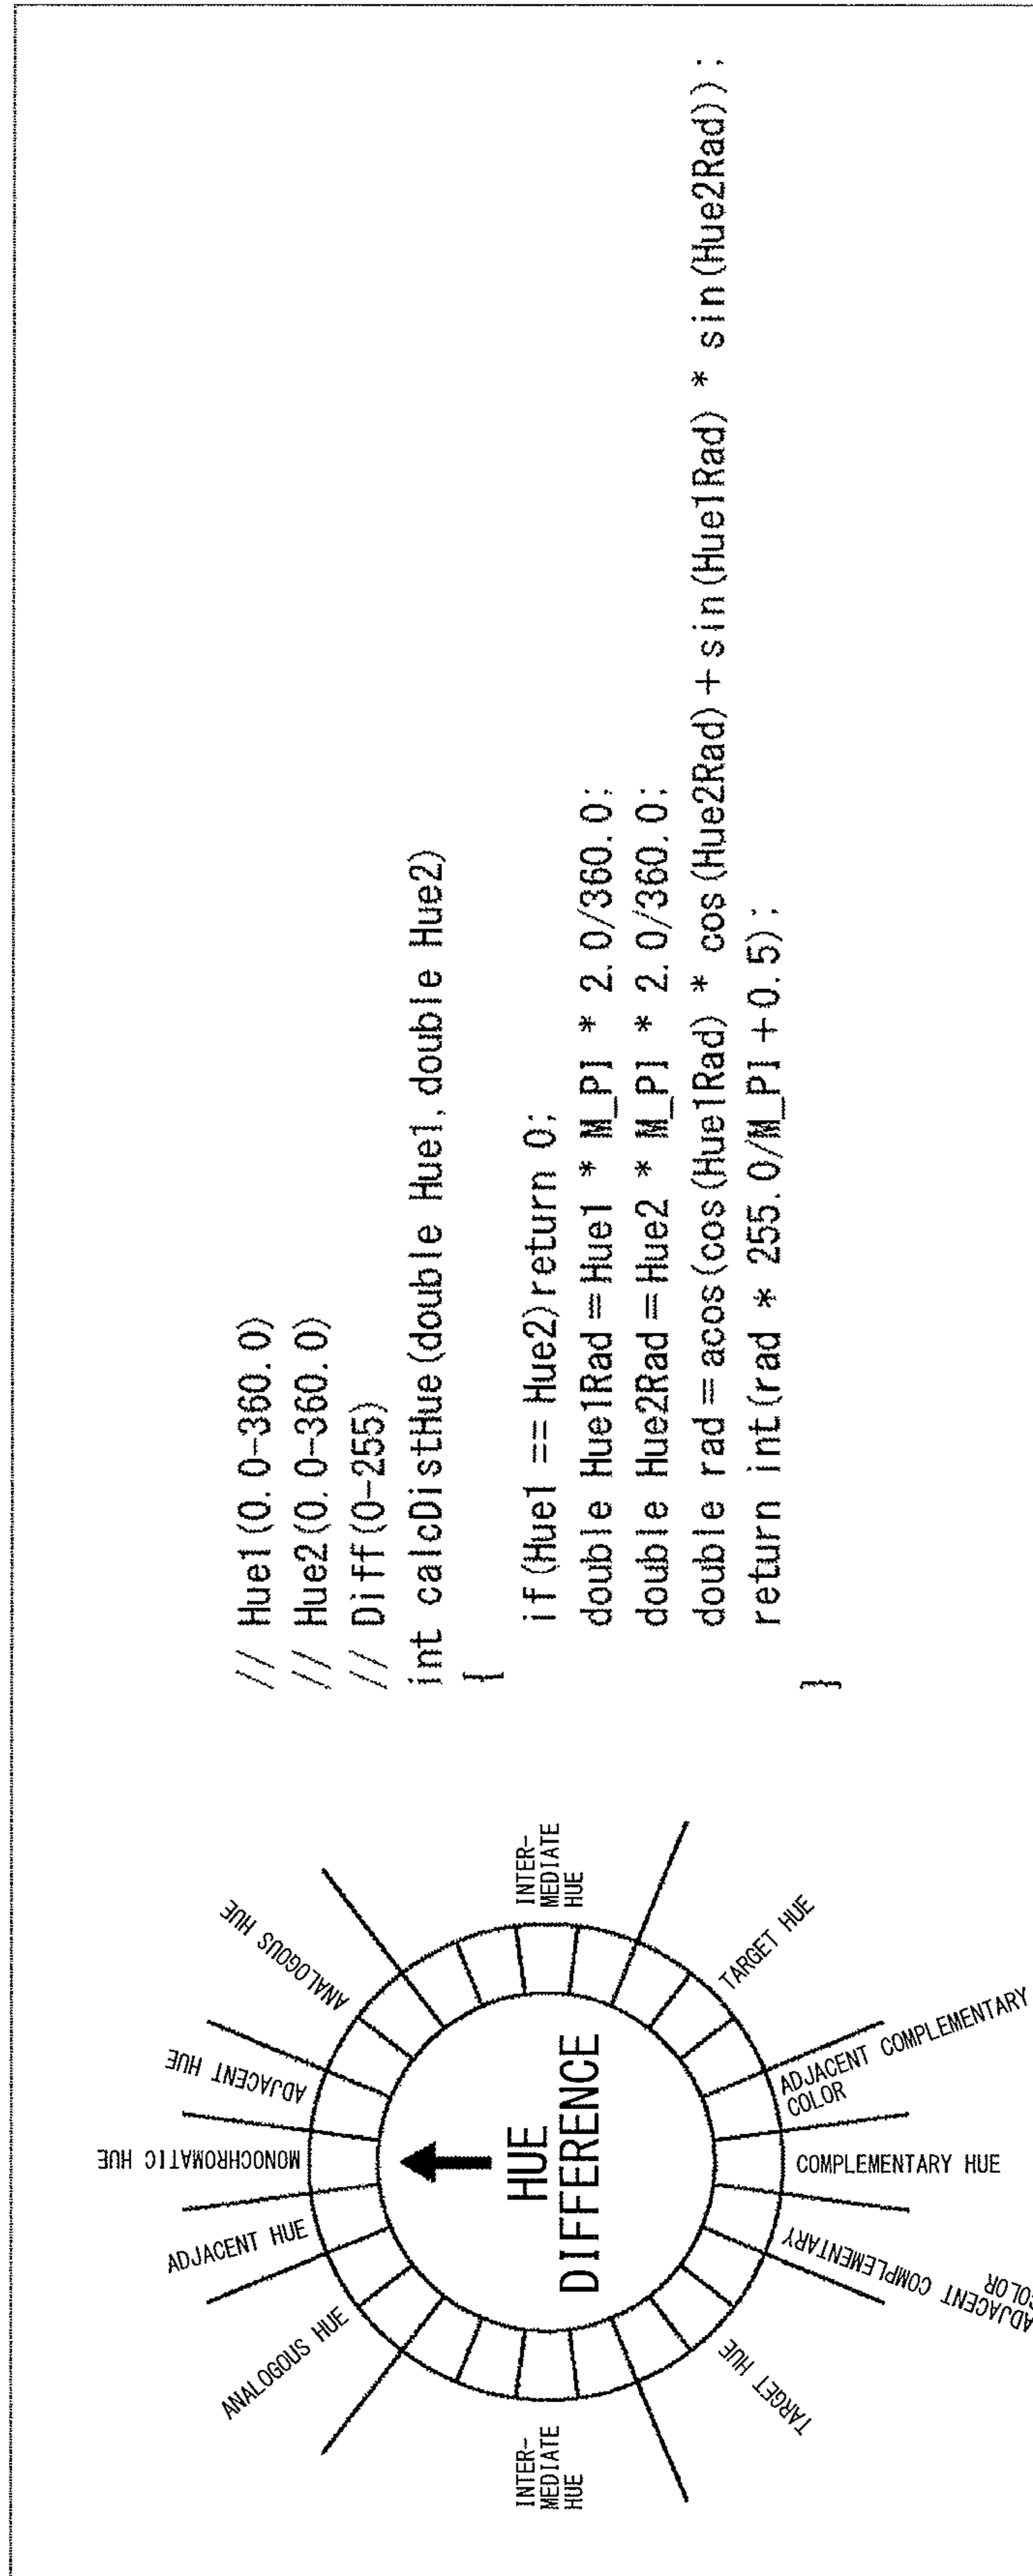 // Hue1(0.0-360.0)
// Hue2(0.0-360.0)
// Diff(0-255)
int calcDistHue(double Hue1,double Hue2)
{
if(Hue1 == Hue2)return 0;
double Hue1Rad=Hue1 * M_PI * 2.0/360.0;
double Hue2Rad=Hue2 * M_PI * 2.0/360.0;
double rad=acos(cos(Hue1Rad) * cos(Hue2Rad)+sin(Hue1Rad) * sin(Hue2Rad));
return int(rad * 255.0/M_PI+0.5);
}
MONOCHROMATIC HUE
ADJACENT HUE
ANALOGOUS HUE
INTER-
MEDIATE
HUE
TARGET HUE
ADJACENT COMPLEMENTARY
COLOR
COMPLEMENTARY HUE
ADJACENT COMPLEMENTARY
COLOR
TARGET HUE
INTER-
MEDIATE
HUE
ANALOGOUS HUE
ADJACENT HUE
HUE
DIFFERENCE